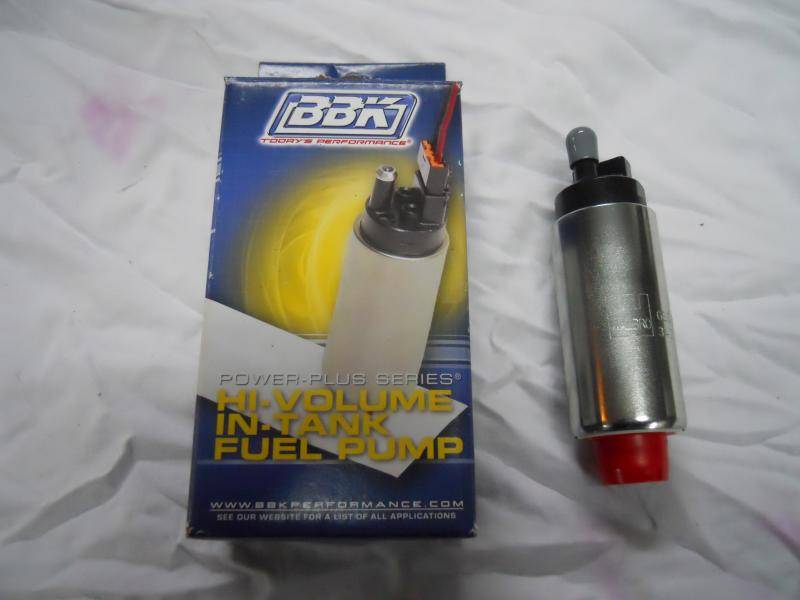 BBK
TODAY'S PERFORMANCE®
POWER-PLUS SERIES®
HI-VOLUME
IN-TANK
FUEL PUMP
WWW.BBKPERFORMANCE.COM
SEE OUR WEBSITE FOR A LIST OF ALL APPLICATIONS